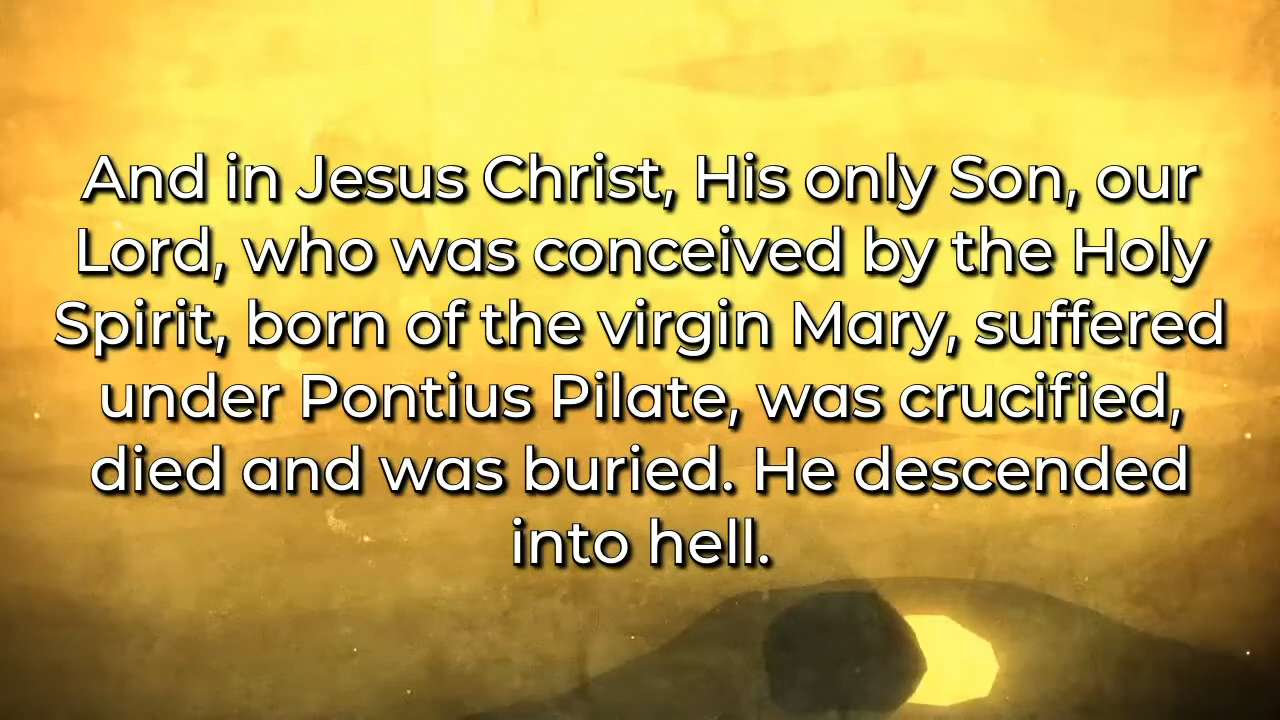 And in Jesus Christ, His only Son, our
Lord, who was conceived by the Holy
Spirit, born of the virgin Mary, suffered
under Pontius Pilate, was crucified,
died and was buried. He descended
into hell.